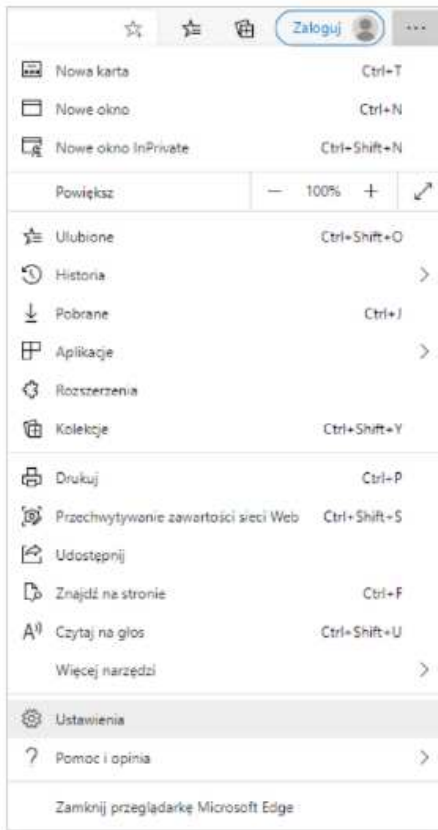 Zaloguj
Nowa karta Ctrl+T
Nowe okno Ctrl+N
Nowe okno InPrivate Ctrl+Shift+N
Powiększ — 100% +
Ulubione Ctrl+Shift+O
Historia
Pobrane Ctrl+J
Aplikacje
Rozszerzenia
Kolekcje Ctrl+Shift+Y
Drukuj Ctrl+P
Przechwytywanie zawartości sieci Web Ctrl+Shift+S
Udostępnij
Znajdź na stronie Ctrl+F
Czytaj na głos Ctrl+Shift+U
Więcej narzędzi
Ustawienia
Pomoc i opinia
Zamknij przeglądarkę Microsoft Edge